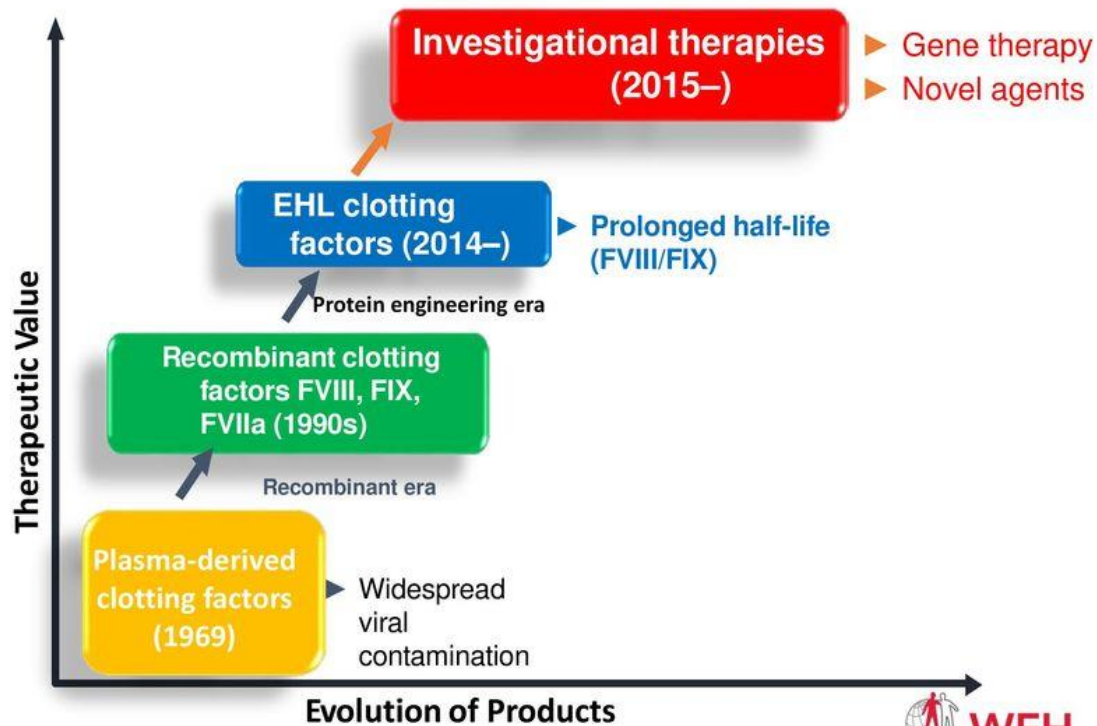 Investigational therapies
(2015–)
Gene therapy
Novel agents
EHL clotting
factors (2014–)
Prolonged half-life
(FVIII/FIX)
Protein engineering era
Recombinant clotting
factors FVIII, FIX,
FVIIa (1990s)
Recombinant era
Plasma-derived
clotting factors
(1969)
Widespread
viral
contamination
Therapeutic Value
Evolution of Products
WFH